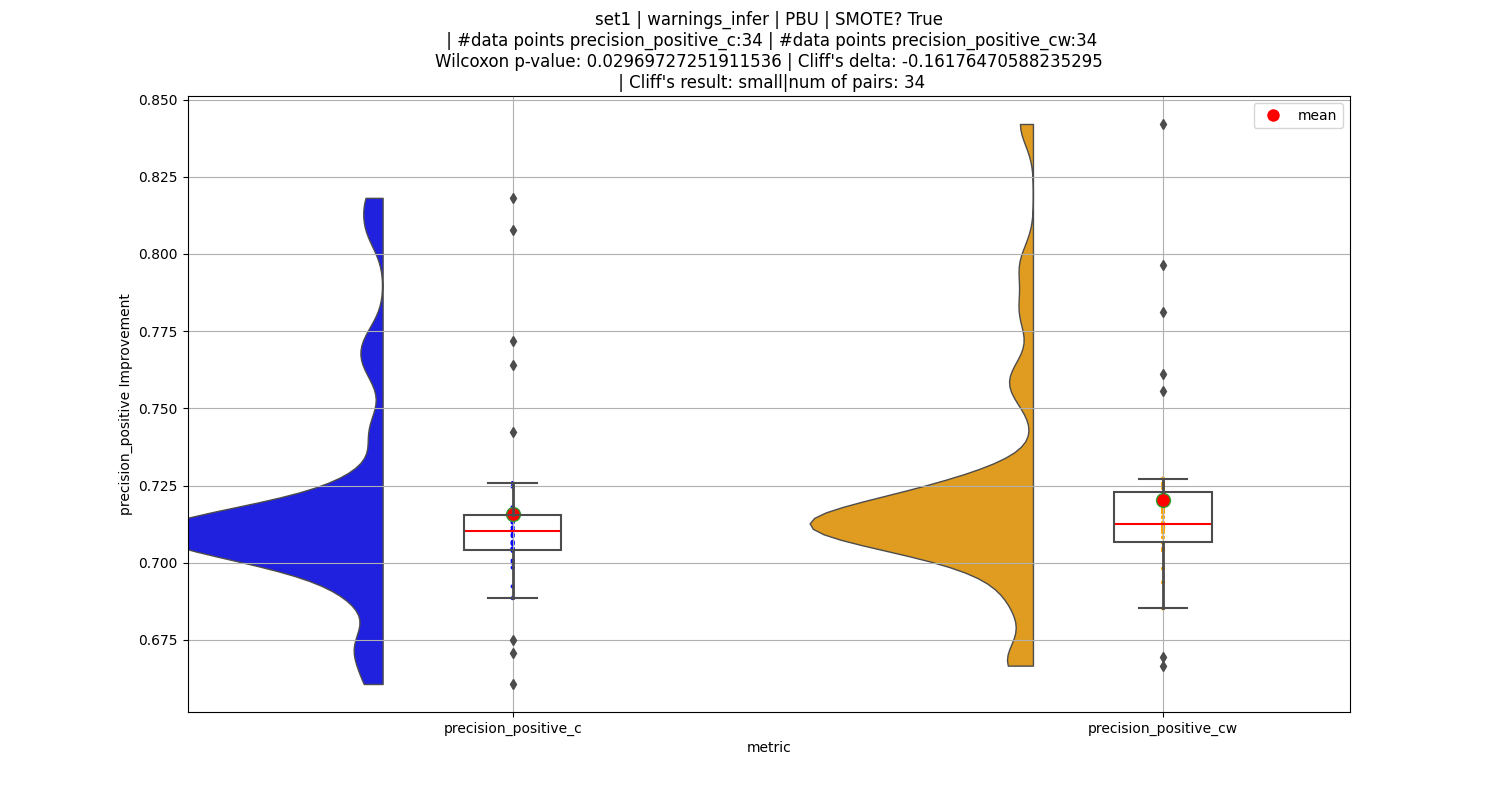 set1 | warnings_infer | PBU | SMOTE? True
| #data points precision_positive_c:34 | #data points precision_positive_cw:34
Wilcoxon p-value: 0.02969727251911536 | Cliff's delta: -0.16176470588235295
| Cliff's result: small|num of pairs: 34
mean
0.850
0.825
0.800
0.775
0.750
0.725
0.700
0.675
precision_positive Improvement
precision_positive_c
precision_positive_cw
metric